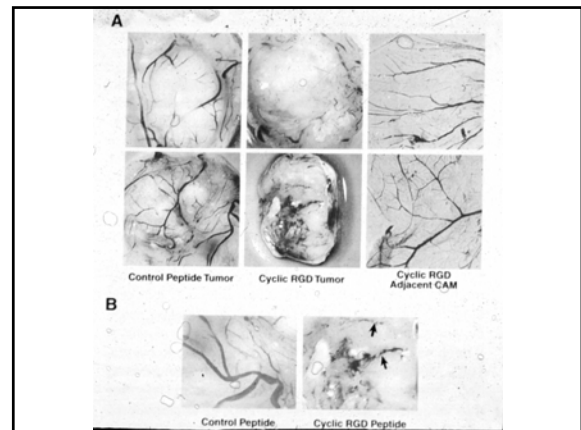 A
Control Peptide Tumor
Cyclic RGD Tumor
Cyclic RGD
Adjacent CAM
B
Control Peptide
Cyclic RGD Peptide